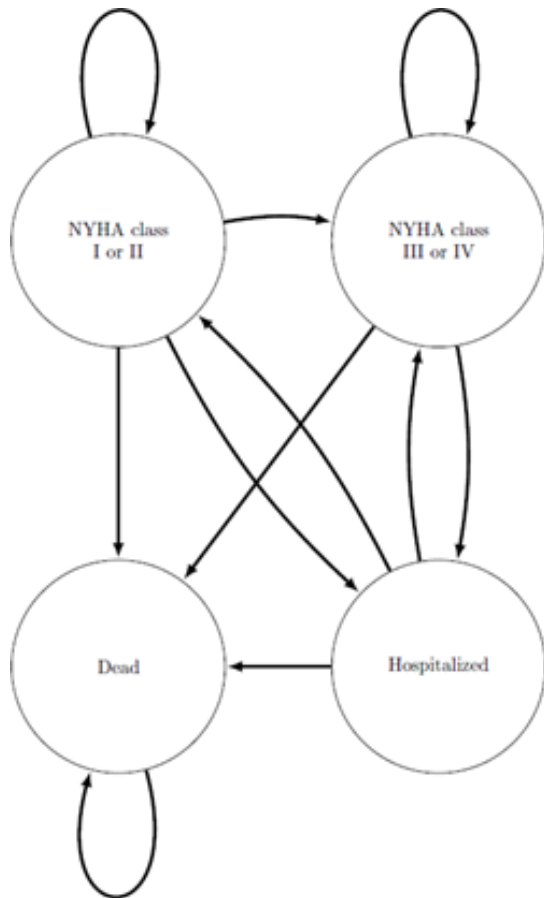 NYHA class
I or II
NYHA class
III or IV
Dead
Hospitalized